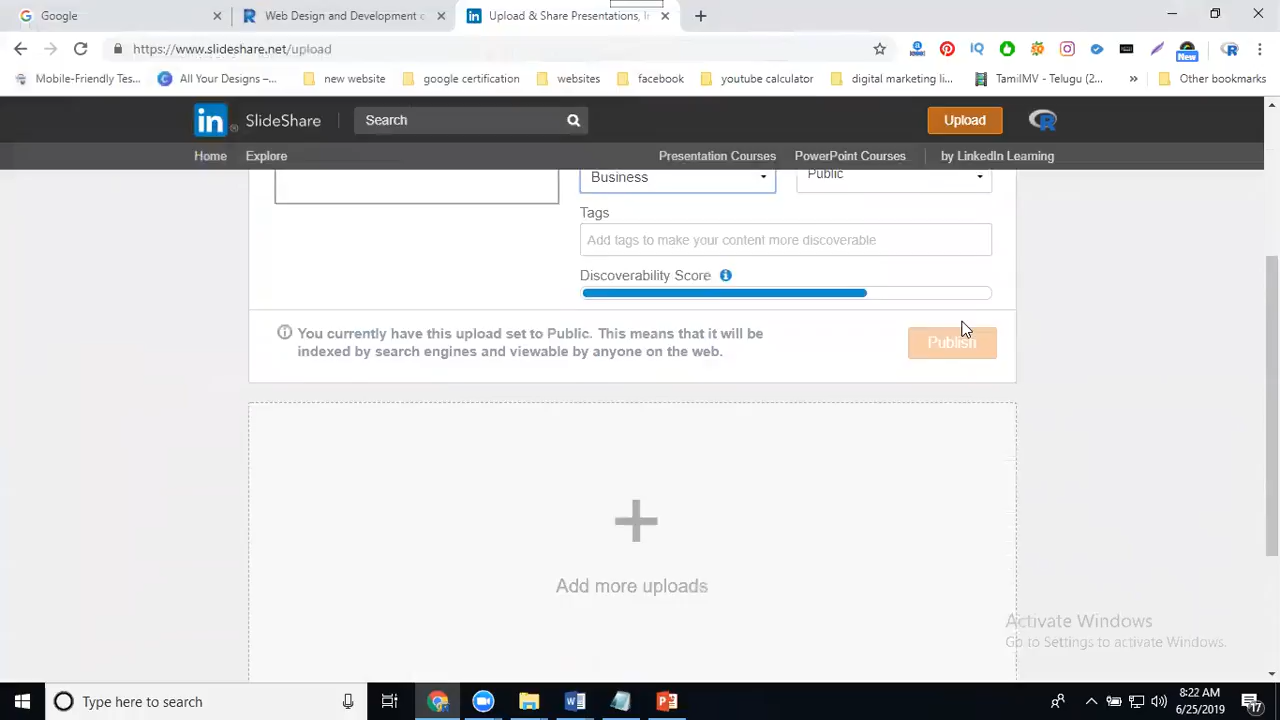 Google
Web Design and Development o
Upload & Share Presentations, I
https://www.slideshare.net/upload
New
Mobile-Friendly Tes...
All Your Designs –...
new website
google certification
websites
facebook
youtube calculator
digital marketing li...
TamilMV - Telugu (2...
»
Other bookmarks
in SlideShare
Search
Upload
Home
Explore
Presentation Courses
PowerPoint Courses
by LinkedIn Learning
Business
Public
Tags
Add tags to make your content more discoverable
Discoverability Score
You currently have this upload set to Public. This means that it will be
indexed by search engines and viewable by anyone on the web.
Publish
Add more uploads
Activate Windows
Go to Settings to activate Windows.
Type here to search
8:22 AM
6/25/2019
17